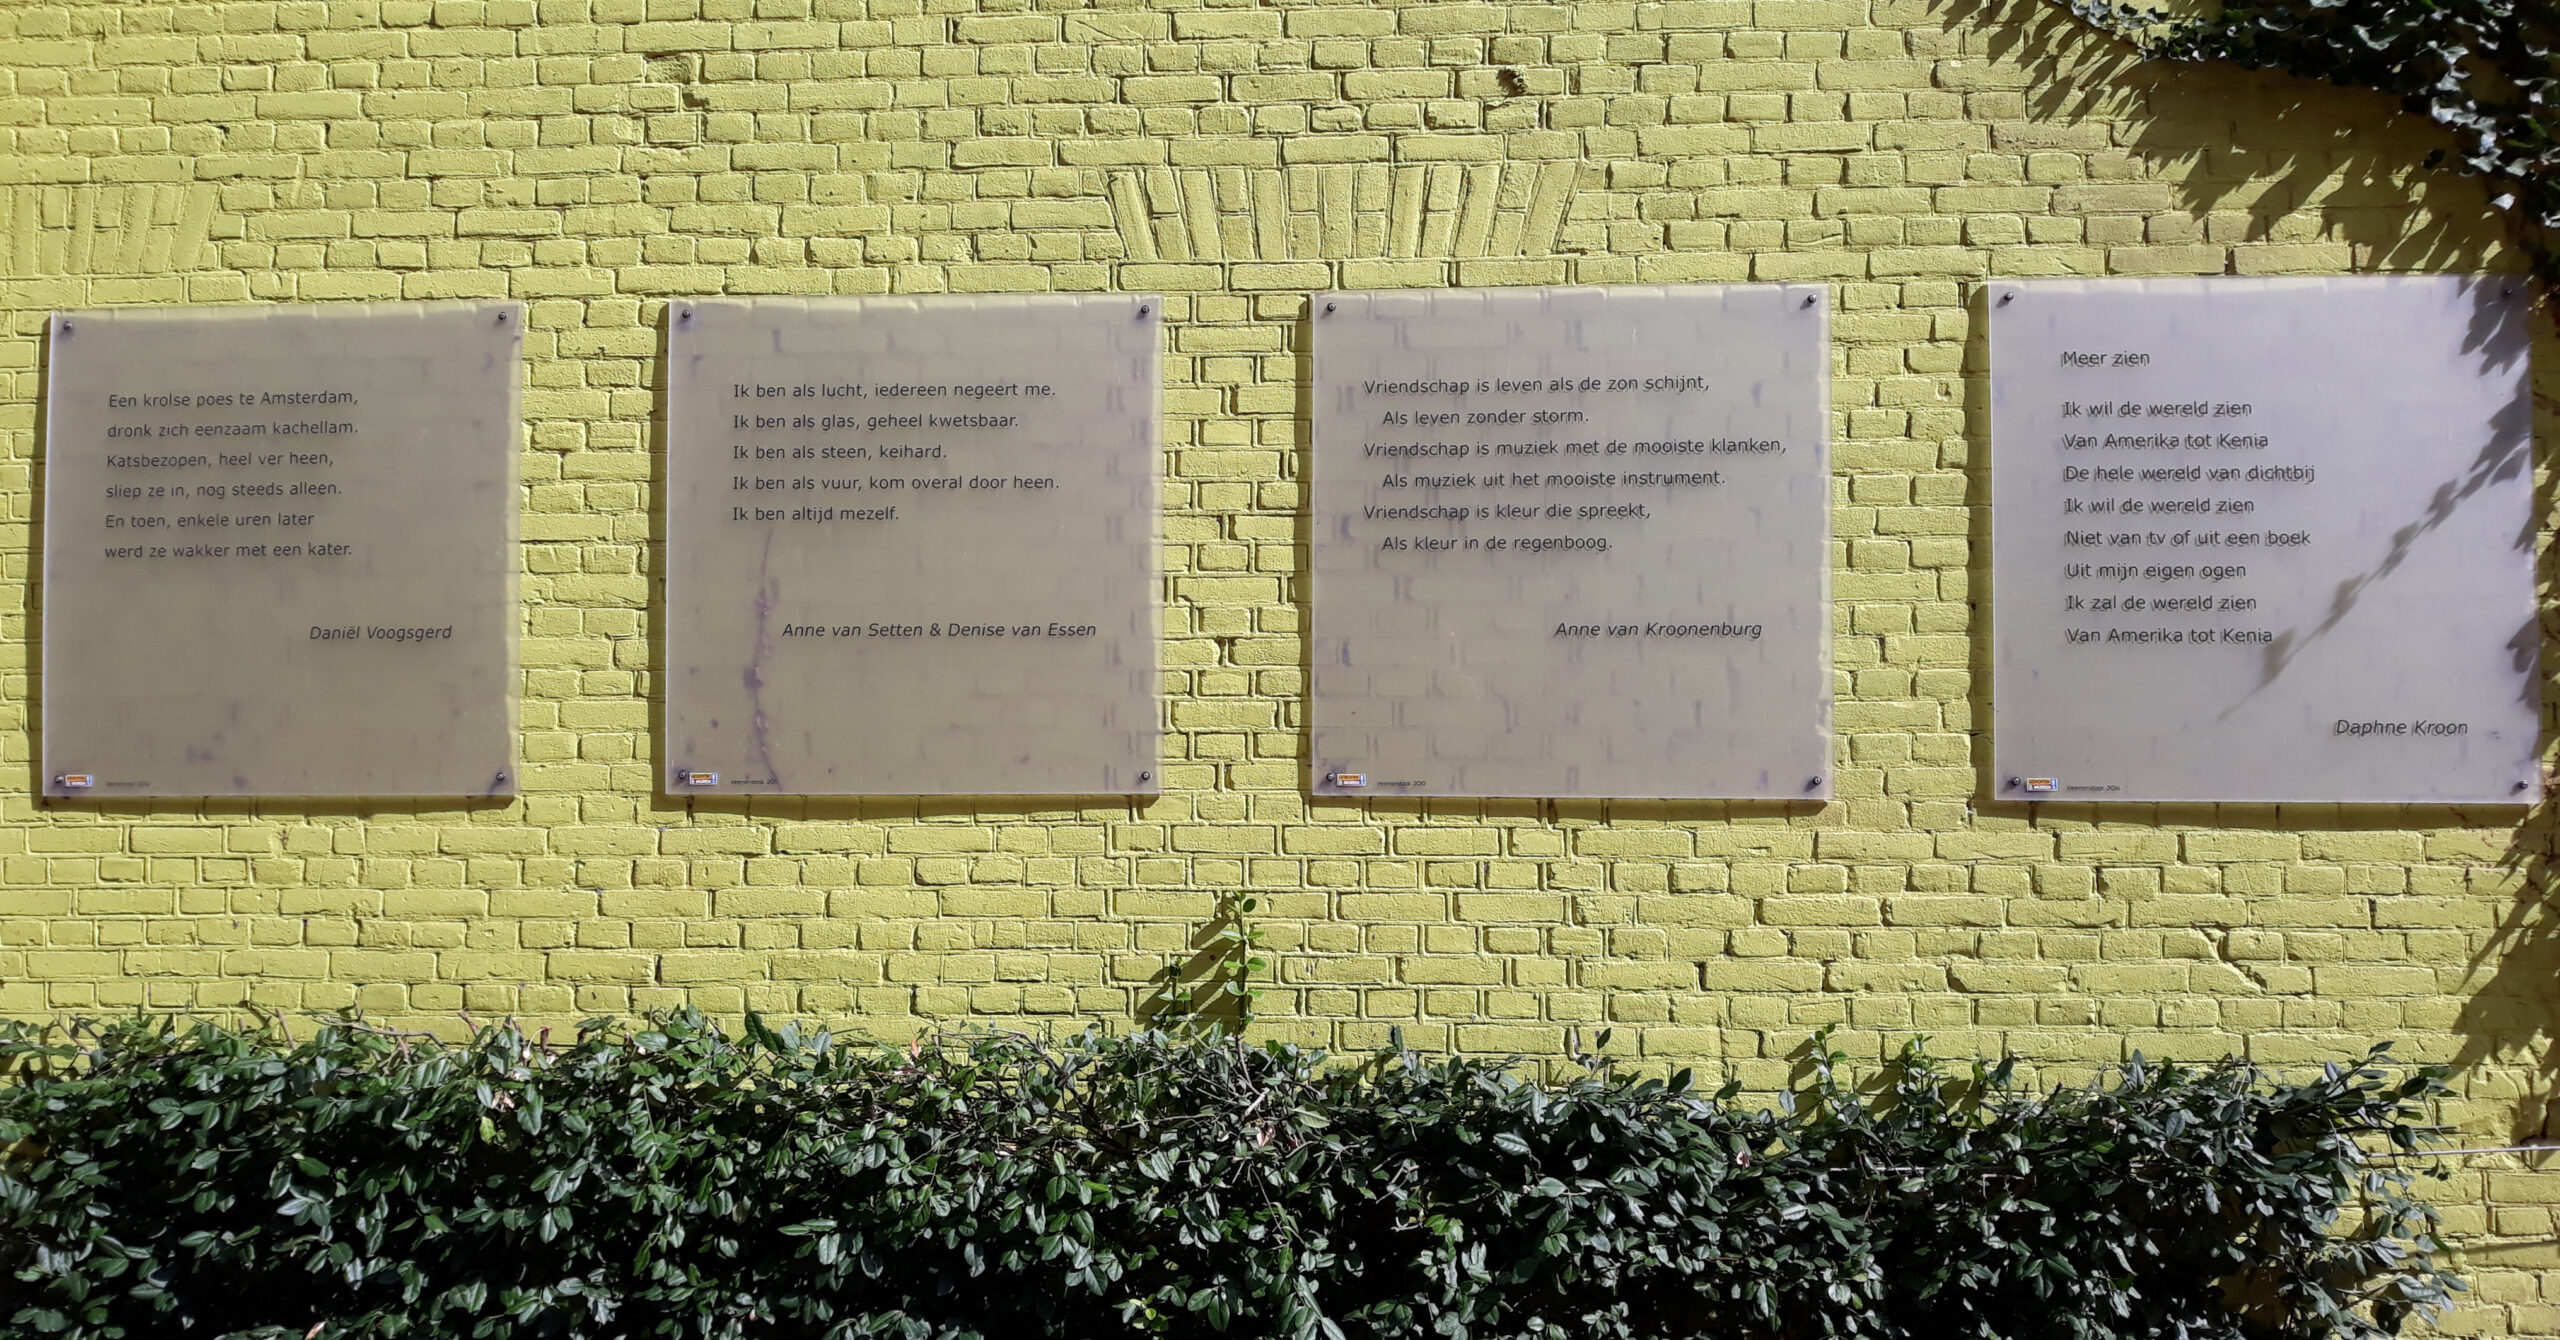 Een krolse poes te Amsterdam,
dronk zich eenzaam kachellam.
Katsbezopen, heel ver heen,
sliep ze in, nog steeds alleen.
En toen, enkele uren later
werd ze wakker met een kater.
Daniël Voogsgerd
Ik ben als lucht, iedereen negeert me.
Ik ben als glas, geheel kwetsbaar.
Ik ben als steen, keihard.
Ik ben als vuur, kom overal door heen.
Ik ben altijd mezelf.
Anne van Setten & Denise van Essen
Veenendaal
Vriendschap is leven als de zon schijnt,
Als leven zonder storm.
Vriendschap is muziek met de mooiste klanken,
Als muziek uit het mooiste instrument.
Vriendschap is kleur die spreekt,
Als kleur in de regenboog.
Anne van Kroonenburg
Veenendaal
Meer zien
Ik wil de wereld zien
Van Amerika tot Kenia
De hele wereld van dichtbij
Ik wil de wereld zien
Niet van tv of uit een boek
Uit mijn eigen ogen
Ik zal de wereld zien
Van Amerika tot Kenia
Daphne Kroon
Veenendaal